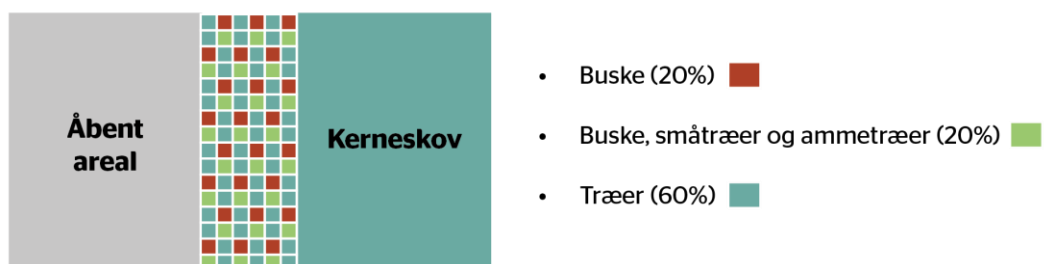 Åbent
areal
Kerneskov
• Buske (20%)
• Buske, småtræer og ammetræer (20%)
• Træer (60%)